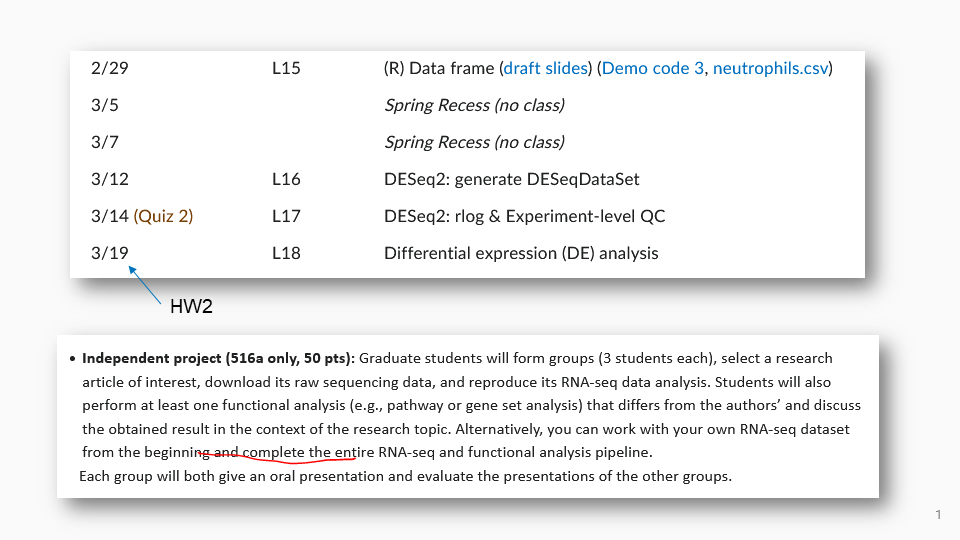 2/29 L15 (R) Data frame (draft slides) (Demo code 3, neutrophils.csv)
3/5 Spring Recess (no class)
3/7 Spring Recess (no class)
3/12 L16 DESeq2: generate DESeqDataSet
3/14 (Quiz 2) L17 DESeq2: rlog & Experiment-level QC
3/19 L18 Differential expression (DE) analysis
HW2
• Independent project (516a only, 50 pts): Graduate students will form groups (3 students each), select a research
article of interest, download its raw sequencing data, and reproduce its RNA-seq data analysis. Students will also
perform at least one functional analysis (e.g., pathway or gene set analysis) that differs from the authors’ and discuss
the obtained result in the context of the research topic. Alternatively, you can work with your own RNA-seq dataset
from the beginning and complete the entire RNA-seq and functional analysis pipeline.
Each group will both give an oral presentation and evaluate the presentations of the other groups.
1